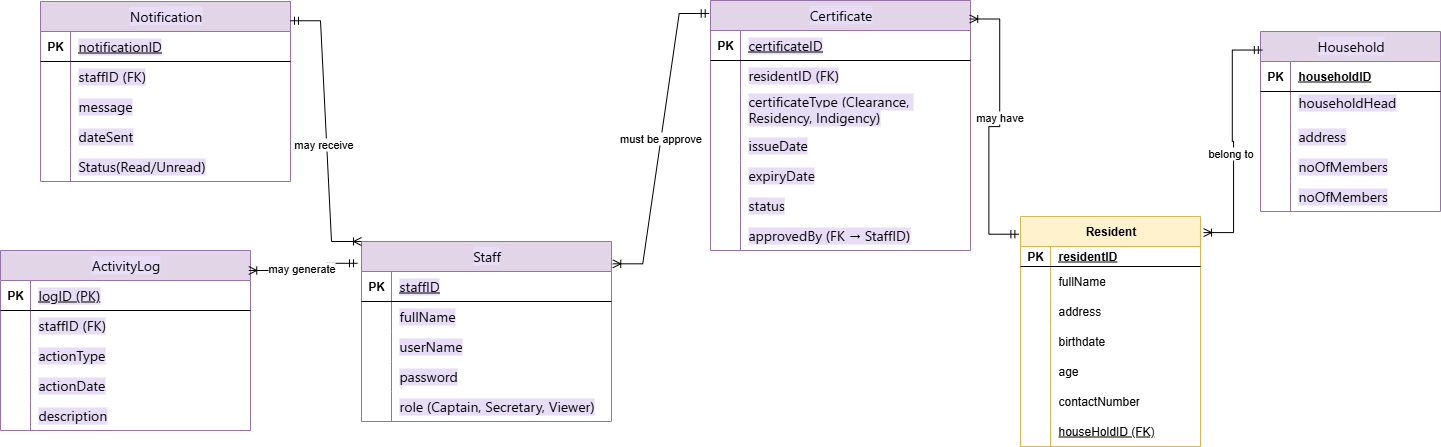 Notification
PK notificationID
staffID (FK)
message
dateSent
Status(Read/Unread)
may receive
ActivityLog
PK logID (PK)
staffID (FK)
actionType
actionDate
description
may generate
Staff
PK staffID
fullName
userName
password
role (Captain, Secretary, Viewer)
must be approve
Certificate
PK certificateID
residentID (FK)
certificateType (Clearance,
Residency, Indigency)
issueDate
expiryDate
status
approvedBy (FK → StaffID)
may have
Resident
PK residentID
fullName
address
birthdate
age
contactNumber
houseHoldID (FK)
belong to
Household
PK householdID
householdHead
address
noOfMembers
noOfMembers